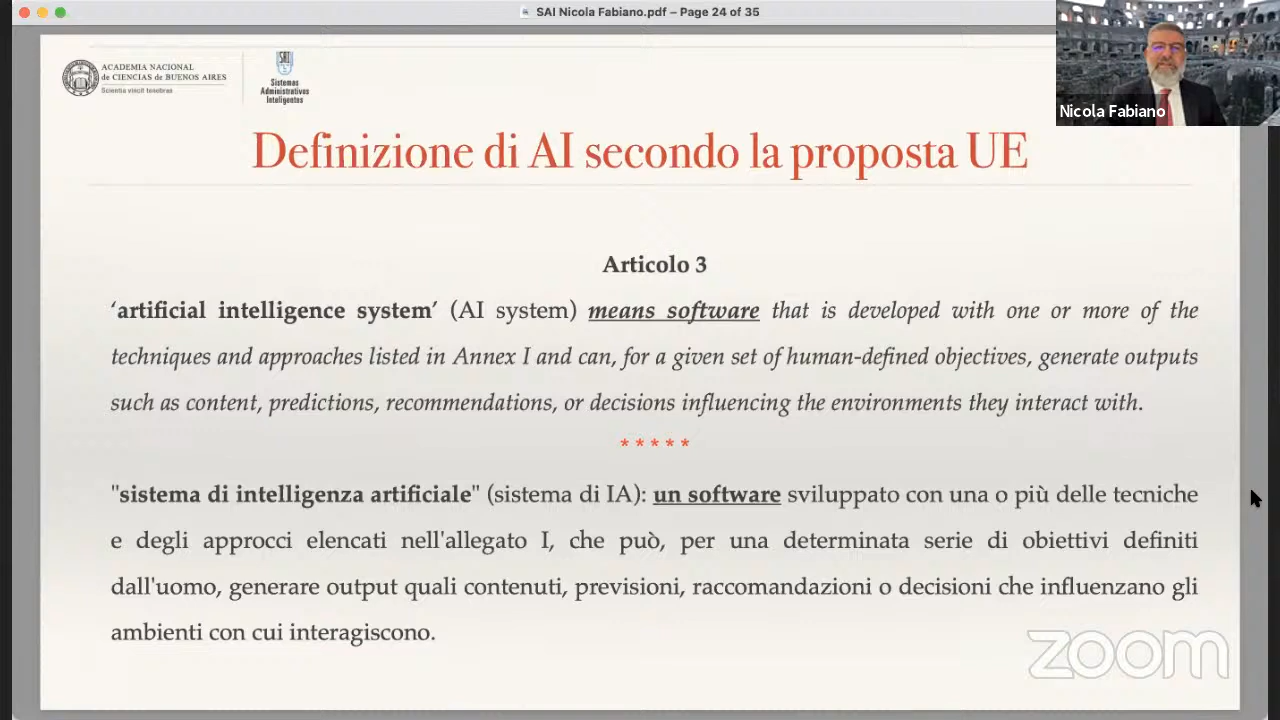 SAI Nicola Fabiano.pdf – Page 24 of 35
ACADEMIA NACIONAL
de CIENCIAS de BUENOS AIRES
Scientia vincit tenebras
SAI
Sistemas
Administrativos
Inteligentes
Nicola Fabiano
Definizione di AI secondo la proposta UE
Articolo 3
‘artificial intelligence system’ (AI system) means software that is developed with one or more of the
techniques and approaches listed in Annex I and can, for a given set of human-defined objectives, generate outputs
such as content, predictions, recommendations, or decisions influencing the environments they interact with.
* * * * *
"sistema di intelligenza artificiale" (sistema di IA): un software sviluppato con una o più delle tecniche
e degli approcci elencati nell'allegato I, che può, per una determinata serie di obiettivi definiti
dall'uomo, generare output quali contenuti, previsioni, raccomandazioni o decisioni che influenzano gli
ambienti con cui interagiscono.
zoom